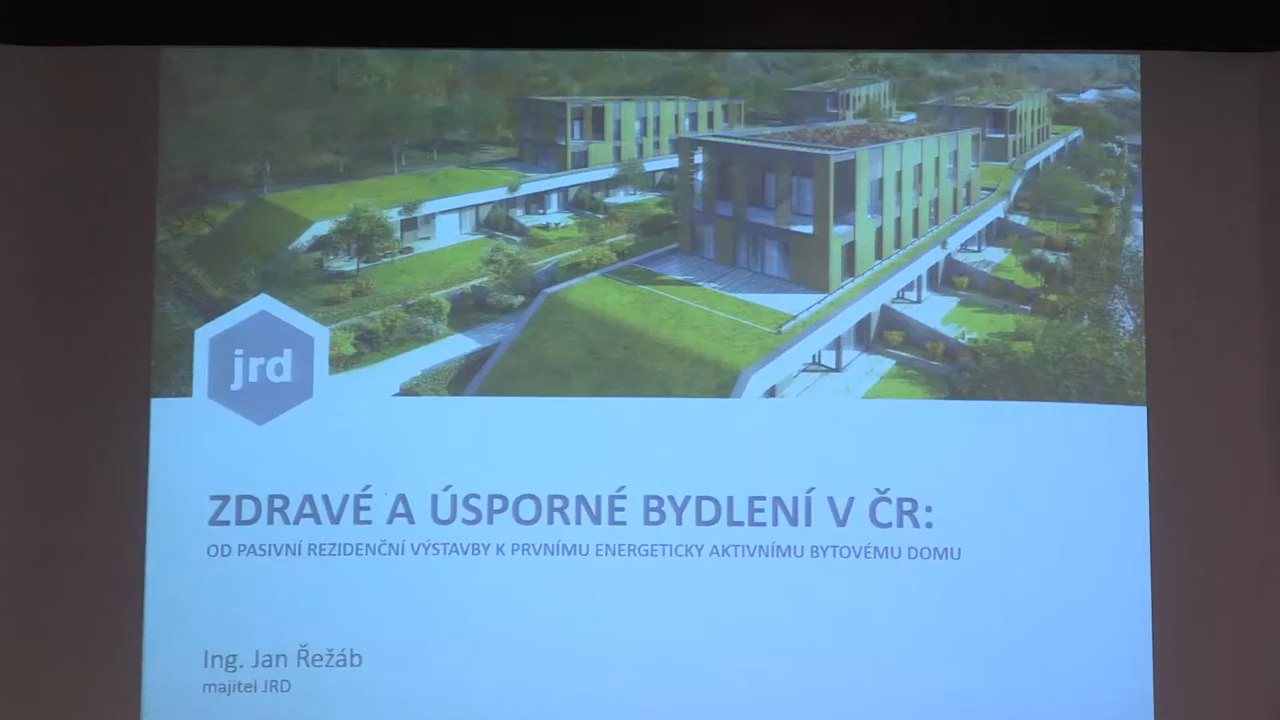 jrd
ZDRAVÉ A ÚSPORNÉ BYDLENÍ V ČR:
OD PASIVNÍ REZIDENČNÍ VÝSTAVBY K PRVNÍMU ENERGETICKY AKTIVNÍMU BYTOVÉMU DOMU
Ing. Jan Řežáb
majitel JRD